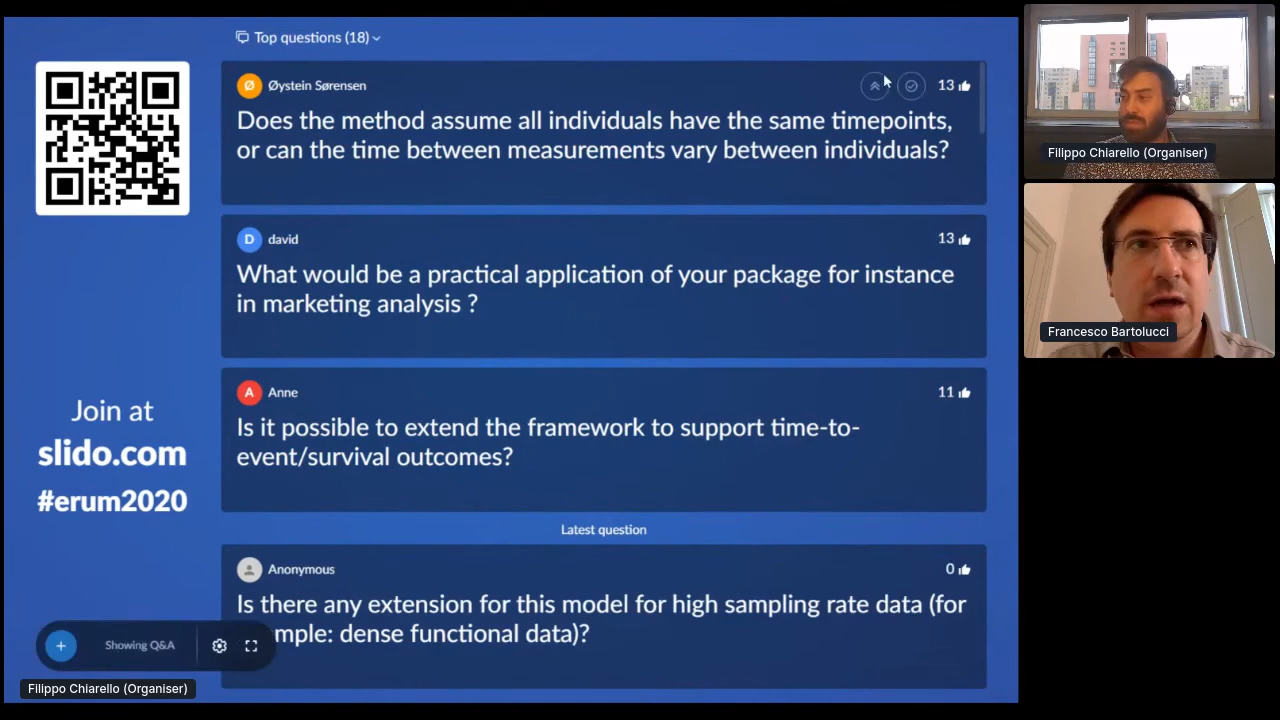 Top questions (18)
Ø Øystein Sørensen
13
Does the method assume all individuals have the same timepoints,
or can the time between measurements vary between individuals?
D david
13
What would be a practical application of your package for instance
in marketing analysis ?
A Anne
11
Is it possible to extend the framework to support time-to-
event/survival outcomes?
Latest question
Anonymous
0
Is there any extension for this model for high sampling rate data (for
mple: dense functional data)?
Join at
slido.com
#erum2020
Showing Q&A
Filippo Chiarello (Organiser)
Filippo Chiarello (Organiser)
Francesco Bartolucci